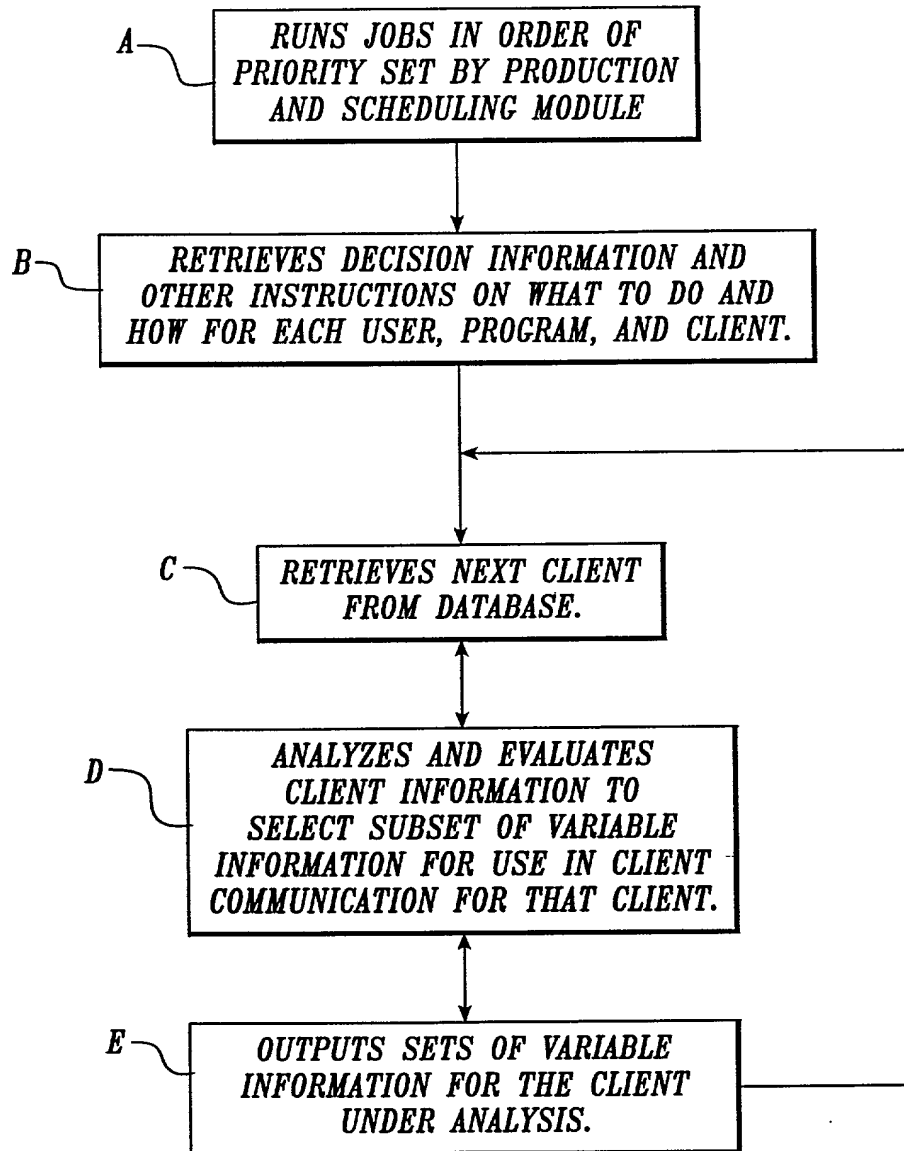 A
RUNS JOBS IN ORDER OF
PRIORITY SET BY PRODUCTION
AND SCHEDULING MODULE
B
RETRIEVES DECISION INFORMATION AND
OTHER INSTRUCTIONS ON WHAT TO DO AND
HOW FOR EACH USER, PROGRAM, AND CLIENT.
C
RETRIEVES NEXT CLIENT
FROM DATABASE.
D
ANALYZES AND EVALUATES
CLIENT INFORMATION TO
SELECT SUBSET OF VARIABLE
INFORMATION FOR USE IN CLIENT
COMMUNICATION FOR THAT CLIENT.
E
OUTPUTS SETS OF VARIABLE
INFORMATION FOR THE CLIENT
UNDER ANALYSIS.